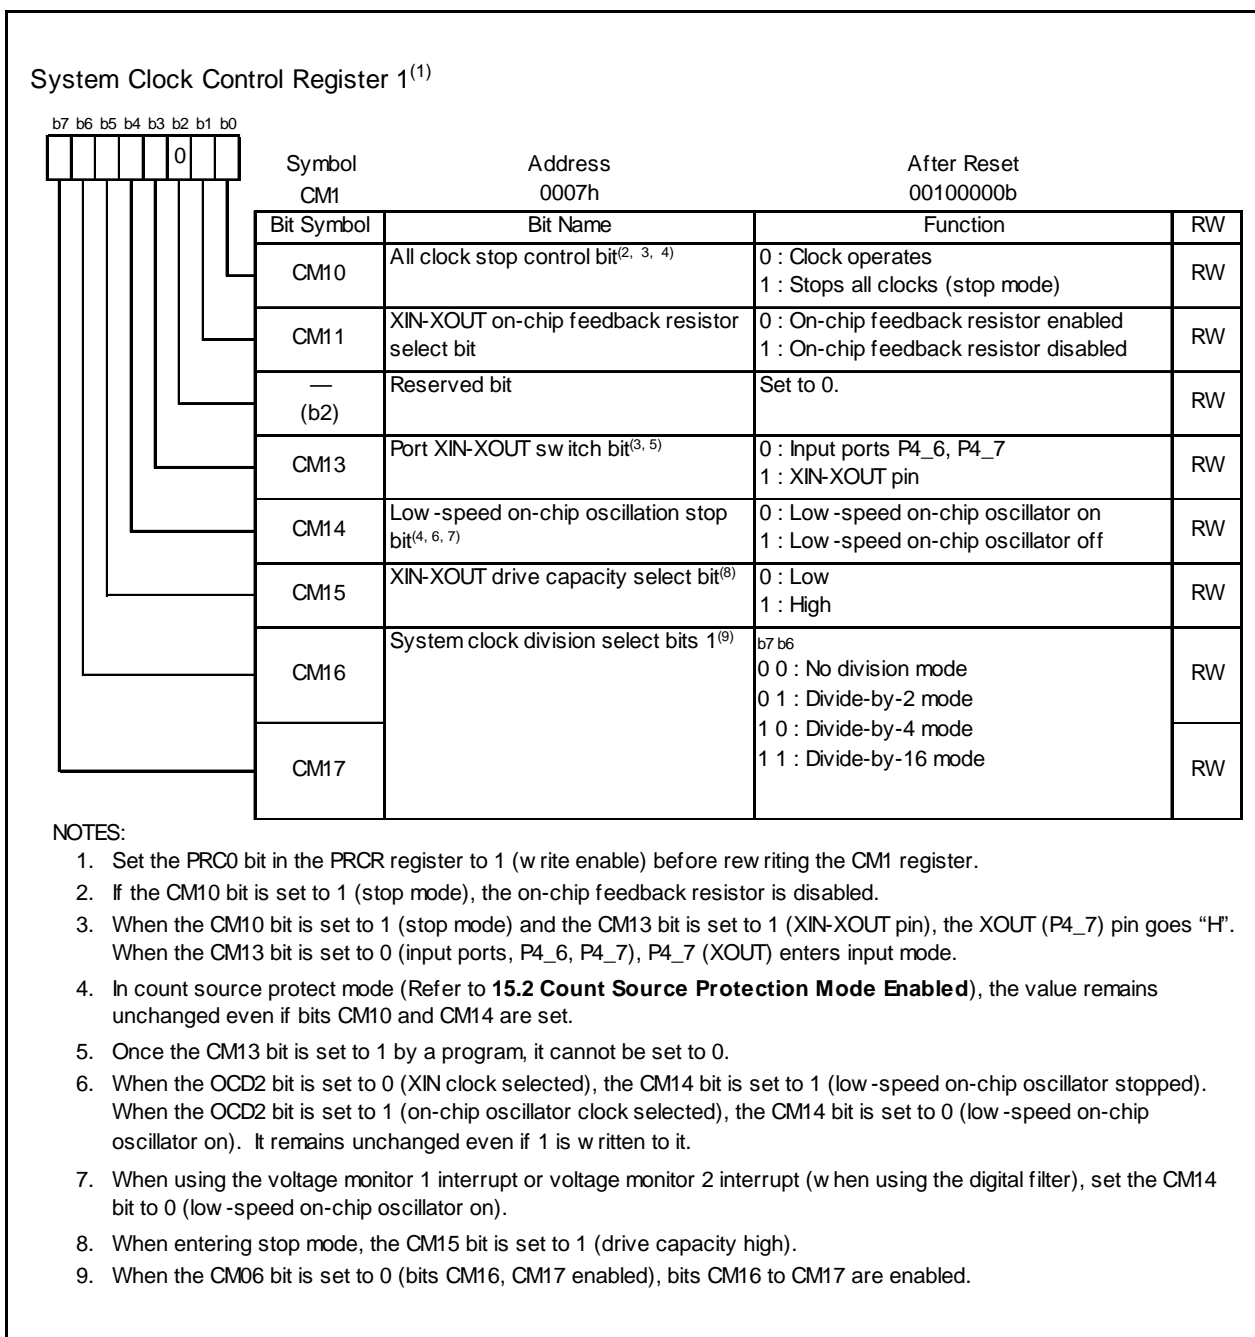 System Clock Control Register 1(1)
b7 b6 b5 b4 b3 b2 b1 b0
0
Symbol Address After Reset
CM1 0007h 00100000b
Bit Symbol Bit Name Function RW
CM10 All clock stop control bit(2, 3, 4) 0 : Clock operates RW
1 : Stops all clocks (stop mode)
CM11 XIN-XOUT on-chip feedback resistor 0 : On-chip feedback resistor enabled RW
select bit 1 : On-chip feedback resistor disabled
— Reserved bit Set to 0. RW
(b2)
CM13 Port XIN-XOUT switch bit(3, 5) 0 : Input ports P4_6, P4_7 RW
1 : XIN-XOUT pin
CM14 Low-speed on-chip oscillation stop 0 : Low-speed on-chip oscillator on RW
bit(4, 6, 7) 1 : Low-speed on-chip oscillator off
CM15 XIN-XOUT drive capacity select bit(8) 0 : Low RW
1 : High
CM16 System clock division select bits 1(9) b7 b6 RW
0 0 : No division mode
0 1 : Divide-by-2 mode
CM17 1 0 : Divide-by-4 mode RW
1 1 : Divide-by-16 mode
NOTES:
1. Set the PRC0 bit in the PRCR register to 1 (write enable) before rewriting the CM1 register.
2. If the CM10 bit is set to 1 (stop mode), the on-chip feedback resistor is disabled.
3. When the CM10 bit is set to 1 (stop mode) and the CM13 bit is set to 1 (XIN-XOUT pin), the XOUT (P4_7) pin goes “H”.
When the CM13 bit is set to 0 (input ports, P4_6, P4_7), P4_7 (XOUT) enters input mode.
4. In count source protect mode (Refer to 15.2 Count Source Protection Mode Enabled), the value remains
unchanged even if bits CM10 and CM14 are set.
5. Once the CM13 bit is set to 1 by a program, it cannot be set to 0.
6. When the OCD2 bit is set to 0 (XIN clock selected), the CM14 bit is set to 1 (low-speed on-chip oscillator stopped).
When the OCD2 bit is set to 1 (on-chip oscillator clock selected), the CM14 bit is set to 0 (low-speed on-chip
oscillator on). It remains unchanged even if 1 is written to it.
7. When using the voltage monitor 1 interrupt or voltage monitor 2 interrupt (when using the digital filter), set the CM14
bit to 0 (low-speed on-chip oscillator on).
8. When entering stop mode, the CM15 bit is set to 1 (drive capacity high).
9. When the CM06 bit is set to 0 (bits CM16, CM17 enabled), bits CM16 to CM17 are enabled.